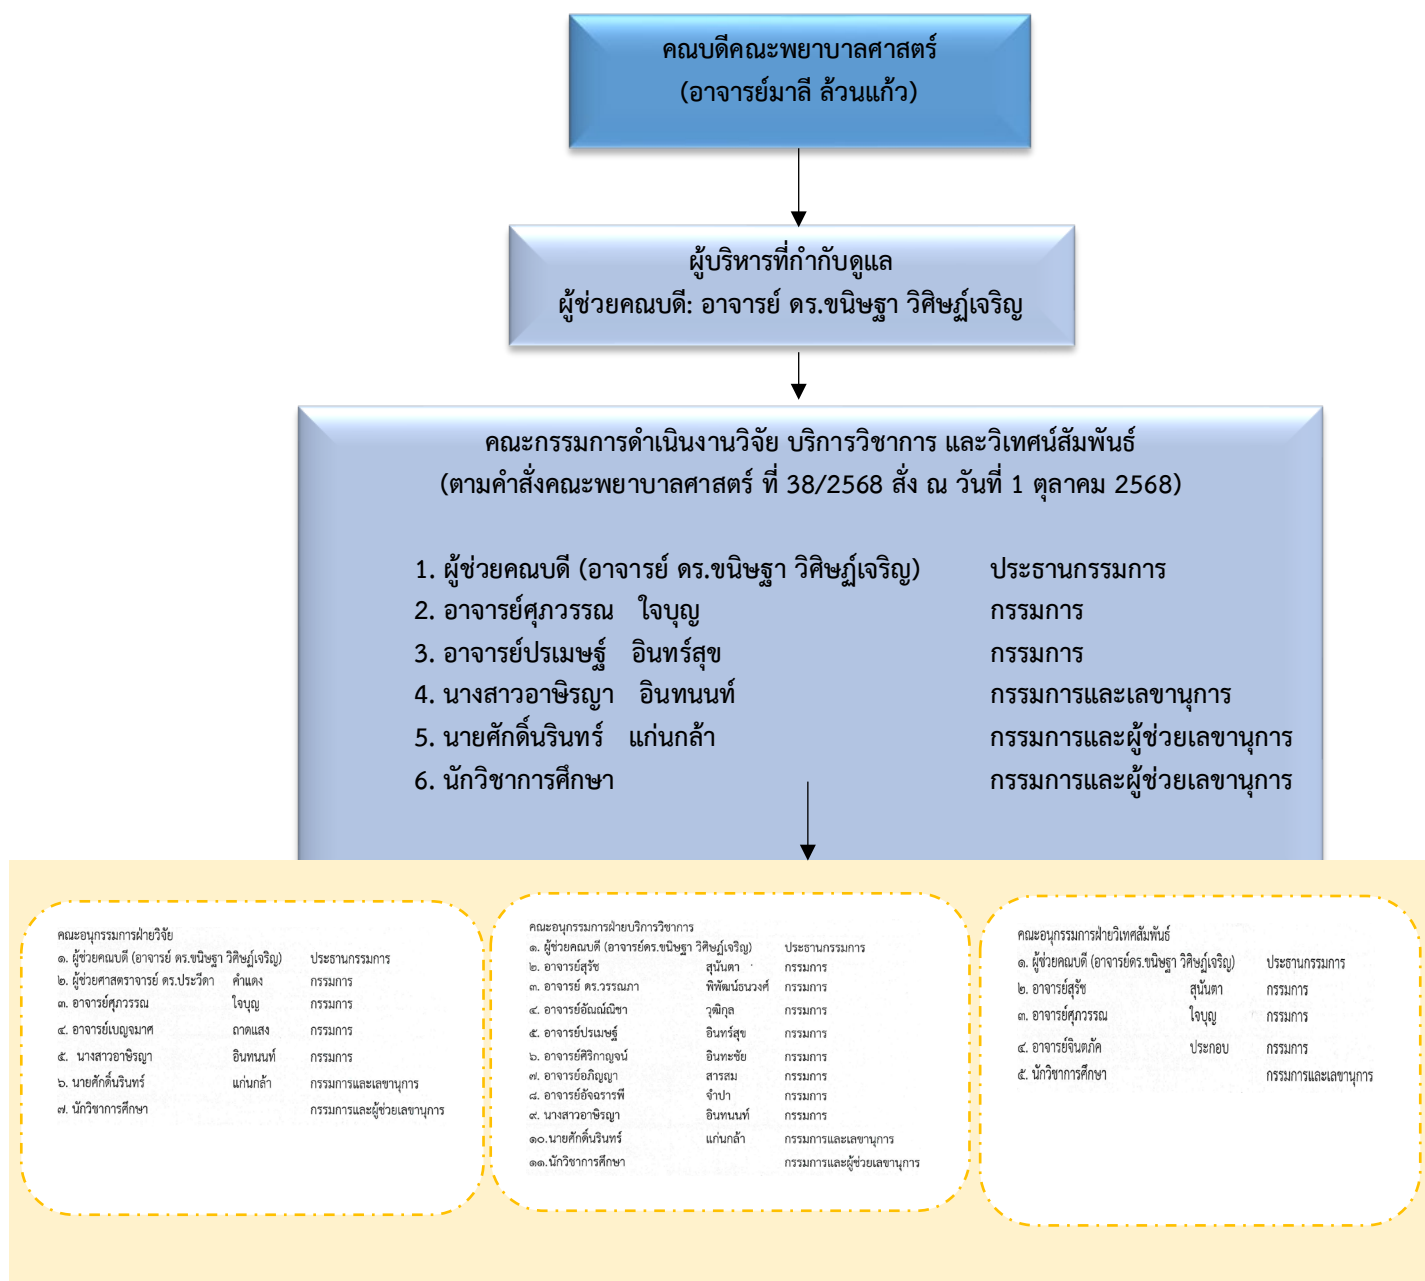 คณบดีคณะพยาบาลศาสตร์
(อาจารย์มาลี ล้วนแก้ว)
ผู้บริหารที่กำกับดูแล
ผู้ช่วยคณบดี: อาจารย์ ดร.ขนิษฐา วิศิษฏ์เจริญ
คณะกรรมการดำเนินงานวิจัย บริการวิชาการ และวิเทศน์สัมพันธ์
(ตามคำสั่งคณะพยาบาลศาสตร์ ที่ 38/2568 สั่ง ณ วันที่ 1 ตุลาคม 2568)
1. ผู้ช่วยคณบดี (อาจารย์ ดร.ขนิษฐา วิศิษฏ์เจริญ) ประธานกรรมการ
2. อาจารย์ศุภวรรณ ใจบุญ กรรมการ
3. อาจารย์ปรเมษฐ์ อินทร์สุข กรรมการ
4. นางสาวอาษิรญา อินทนนท์ กรรมการและเลขานุการ
5. นายศักดิ์นรินทร์ แก่นกล้า กรรมการและผู้ช่วยเลขานุการ
6. นักวิชาการศึกษา กรรมการและผู้ช่วยเลขานุการ
คณะอนุกรรมการฝ่ายวิจัย
๑. ผู้ช่วยคณบดี (อาจารย์ ดร.ขนิษฐา วิศิษฏ์เจริญ) ประธานกรรมการ
๒. ผู้ช่วยศาสตราจารย์ ดร.ประวีดา คำแดง กรรมการ
๓. อาจารย์ศุภวรรณ ใจบุญ กรรมการ
๔. อาจารย์เบญจมาศ ถาดแสง กรรมการ
๕. นางสาวอาษิรญา อินทนนท์ กรรมการ
๖. นายศักดิ์นรินทร์ แก่นกล้า กรรมการและเลขานุการ
๗. นักวิชาการศึกษา กรรมการและผู้ช่วยเลขานุการ
คณะอนุกรรมการฝ่ายบริการวิชาการ
๑. ผู้ช่วยคณบดี (อาจารย์ดร.ขนิษฐา วิศิษฏ์เจริญ) ประธานกรรมการ
๒. อาจารย์สุรัช สุนันตา กรรมการ
๓. อาจารย์ ดร.วรรณภา พิพัฒน์ธนวงศ์ กรรมการ
๔. อาจารย์อัณณ์ณิชา วุฒิกุล กรรมการ
๕. อาจารย์ปรเมษฐ์ อินทร์สุข กรรมการ
๖. อาจารย์ศิริกาญจน์ อินทะชัย กรรมการ
๗. อาจารย์อภิญญา สารสม กรรมการ
๘. อาจารย์อัจฉรารพี จำปา กรรมการ
๙. นางสาวอาษิรญา อินทนนท์ กรรมการ
๑๐.นายศักดิ์นรินทร์ แก่นกล้า กรรมการและเลขานุการ
๑๑.นักวิชาการศึกษา กรรมการและผู้ช่วยเลขานุการ
คณะอนุกรรมการฝ่ายวิเทศสัมพันธ์
๑. ผู้ช่วยคณบดี (อาจารย์ดร.ขนิษฐา วิศิษฏ์เจริญ) ประธานกรรมการ
๒. อาจารย์สุรัช สุนันตา กรรมการ
๓. อาจารย์ศุภวรรณ ใจบุญ กรรมการ
๔. อาจารย์จินตภัค ประกอบ กรรมการ
๕. นักวิชาการศึกษา กรรมการและเลขานุการ